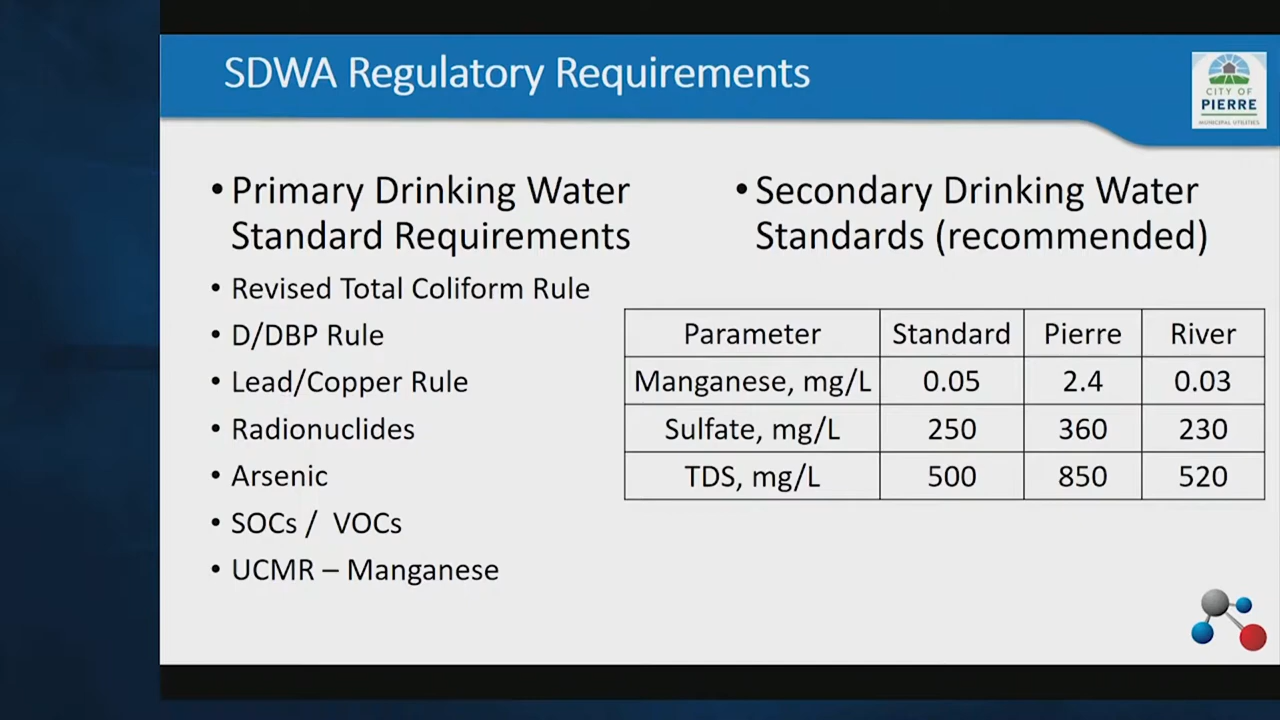 SDWA Regulatory Requirements
CITY OF
PIERRE
MUNICIPAL UTILITIES
• Primary Drinking Water
Standard Requirements
• Revised Total Coliform Rule
• D/DBP Rule
• Lead/Copper Rule
• Radionuclides
• Arsenic
• SOCs / VOCs
• UCMR – Manganese
• Secondary Drinking Water
Standards (recommended)
Parameter Standard Pierre River
Manganese, mg/L 0.05 2.4 0.03
Sulfate, mg/L 250 360 230
TDS, mg/L 500 850 520